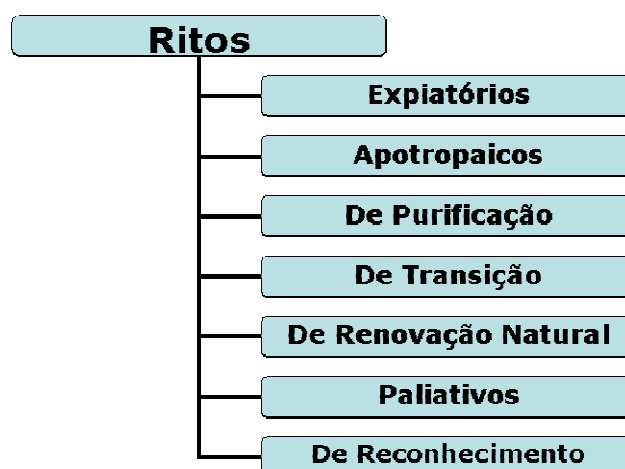 Ritos
Expiatórios
Apotropaicos
De Purificação
De Transição
De Renovação Natural
Paliativos
De Reconhecimento